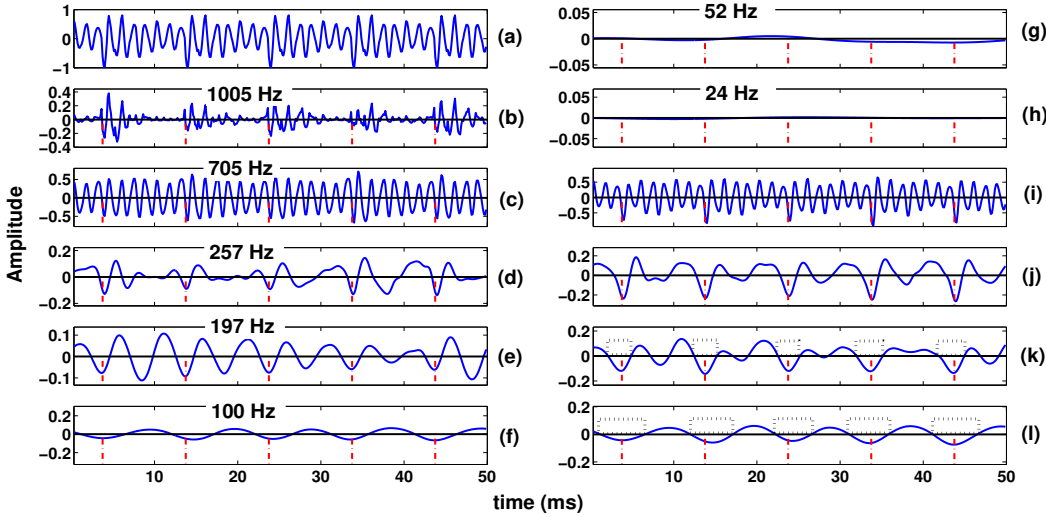 1
0
−1
(a)
0.4
0.2
0
−0.2
−0.4
1005 Hz
(b)
0.5
0
−0.5
705 Hz
(c)
0.2
0
−0.2
257 Hz
(d)
0.1
0
−0.1
197 Hz
(e)
0.2
0
−0.2
100 Hz
(f)
10 20 30 40 50
Amplitude
0.05
0
−0.05
52 Hz
(g)
0.05
0
−0.05
24 Hz
(h)
0.5
0
−0.5
(i)
0.2
0
−0.2
(j)
0.2
0
−0.2
(k)
0.2
0
−0.2
(l)
10 20 30 40 50
time (ms)